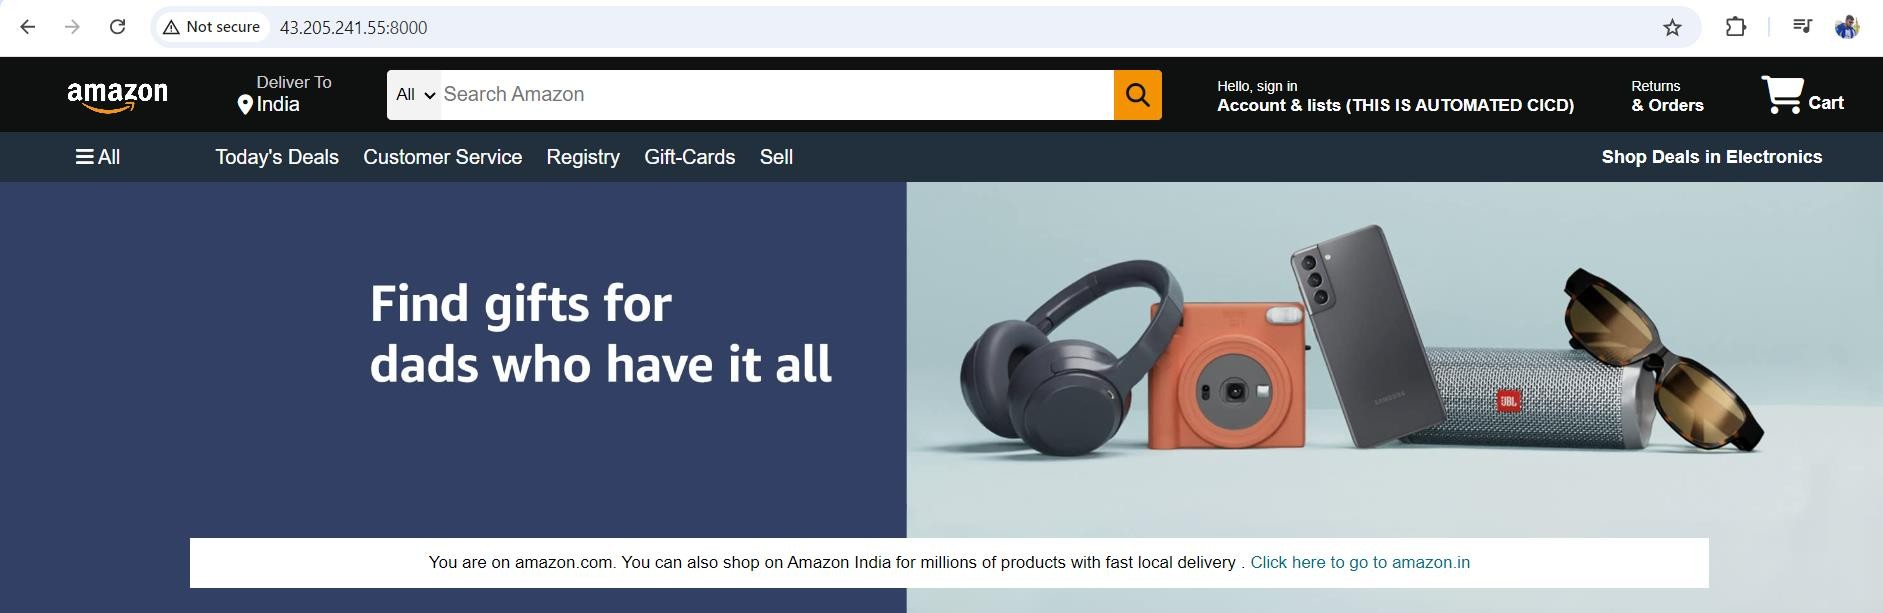 Not secure 43.205.241.55:8000
amazon
Deliver To
India
All Search Amazon
Hello, sign in
Account & lists (THIS IS AUTOMATED CICD)
Returns
& Orders
Cart
All Today's Deals Customer Service Registry Gift-Cards Sell Shop Deals in Electronics
Find gifts for
dads who have it all
SAMSUNG
JBL
You are on amazon.com. You can also shop on Amazon India for millions of products with fast local delivery . Click here to go to amazon.in